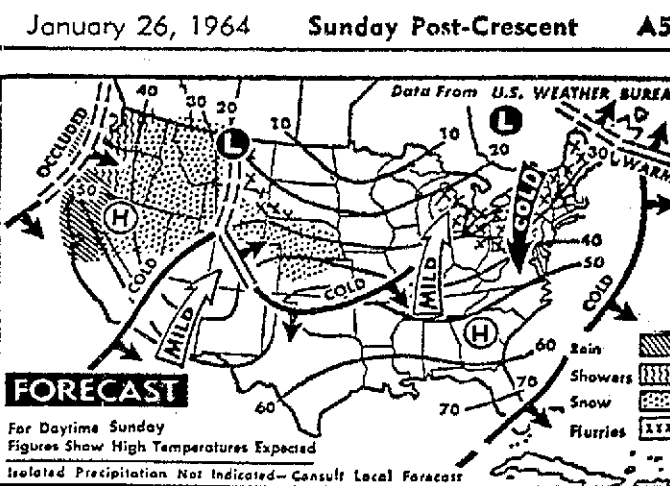 January 26, 1964 Sunday Post-Crescent A5
Data From U.S. WEATHER BUREA
40 30 20
OCCLUDED
L
L
10
10
20
30
WARM
50
H
COLD
COLD
MILD
COLD
MILD
40
50
COLD
H
60
60
70
70
Rain
Showers
Snow
Flurries
FORECAST
For Daytime Sunday
Figures Show High Temperatures Expected
Isolated Precipitation Not Indicated—Consult Local Forecast